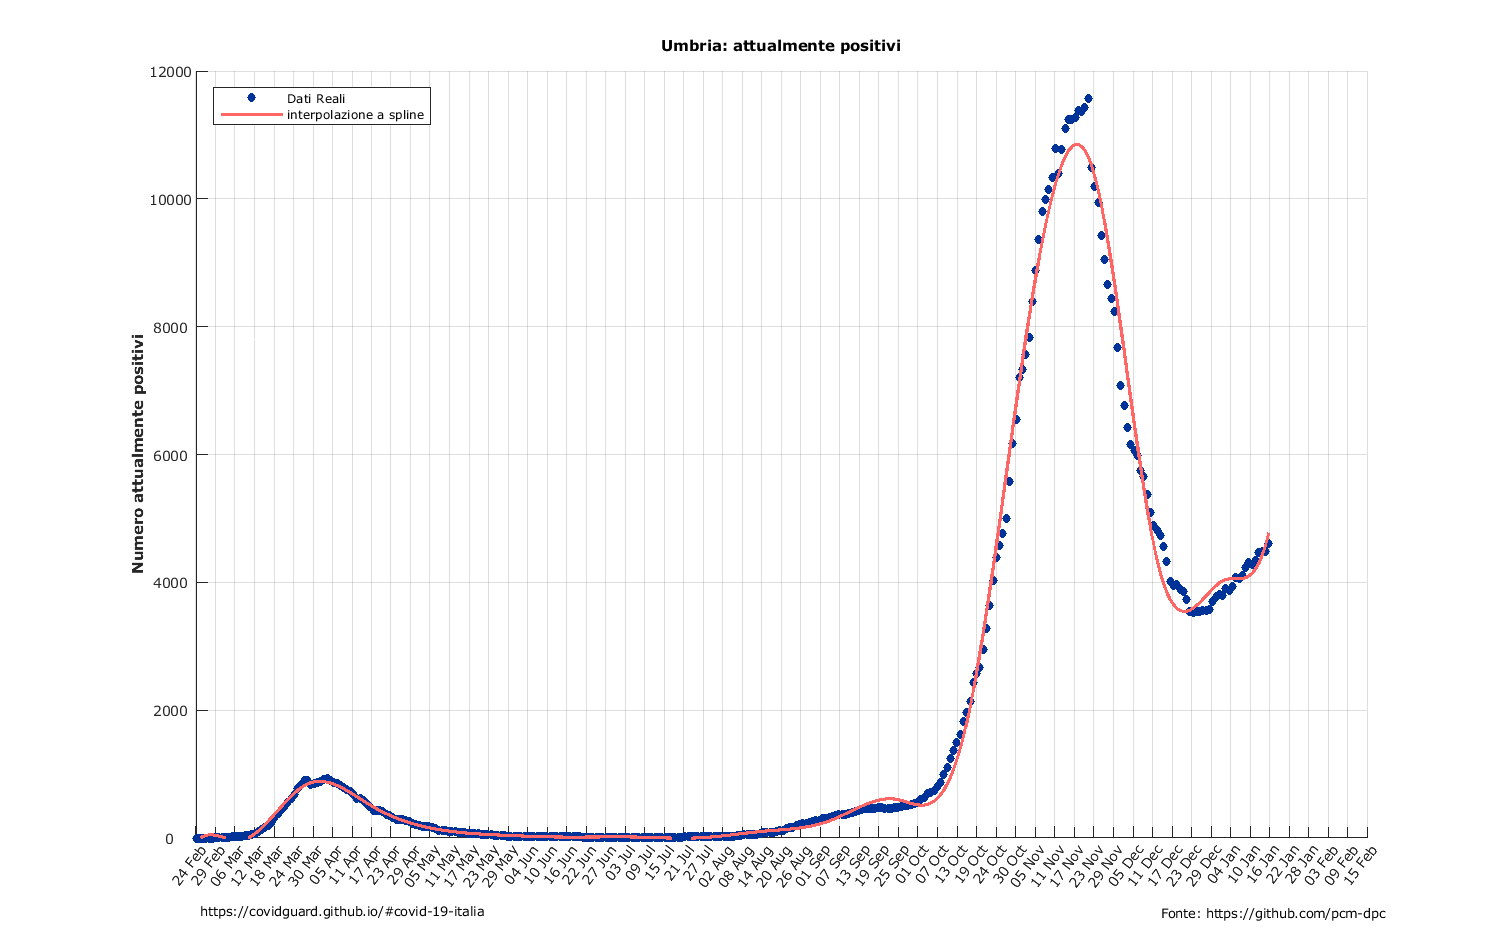 Umbria: attualmente positivi
12000
10000
8000
6000
4000
2000
0
Numero attualmente positivi
Dati Reali
interpolazione a spline
24 Feb
29 Feb
06 Mar
12 Mar
18 Mar
24 Mar
30 Mar
05 Apr
11 Apr
17 Apr
23 Apr
29 Apr
05 May
11 May
17 May
23 May
29 May
04 Jun
10 Jun
16 Jun
22 Jun
03 Jul
09 Jul
15 Jul
21 Jul
27 Jul
02 Aug
08 Aug
14 Aug
20 Aug
26 Aug
01 Sep
07 Sep
13 Sep
19 Sep
25 Sep
01 Oct
07 Oct
13 Oct
19 Oct
24 Oct
30 Oct
05 Nov
11 Nov
17 Nov
23 Nov
29 Nov
05 Dec
11 Dec
17 Dec
23 Dec
29 Dec
04 Jan
10 Jan
16 Jan
22 Jan
28 Jan
03 Feb
09 Feb
15 Feb
https://covidguard.github.io/#covid-19-italia
Fonte: https://github.com/pcm-dpc